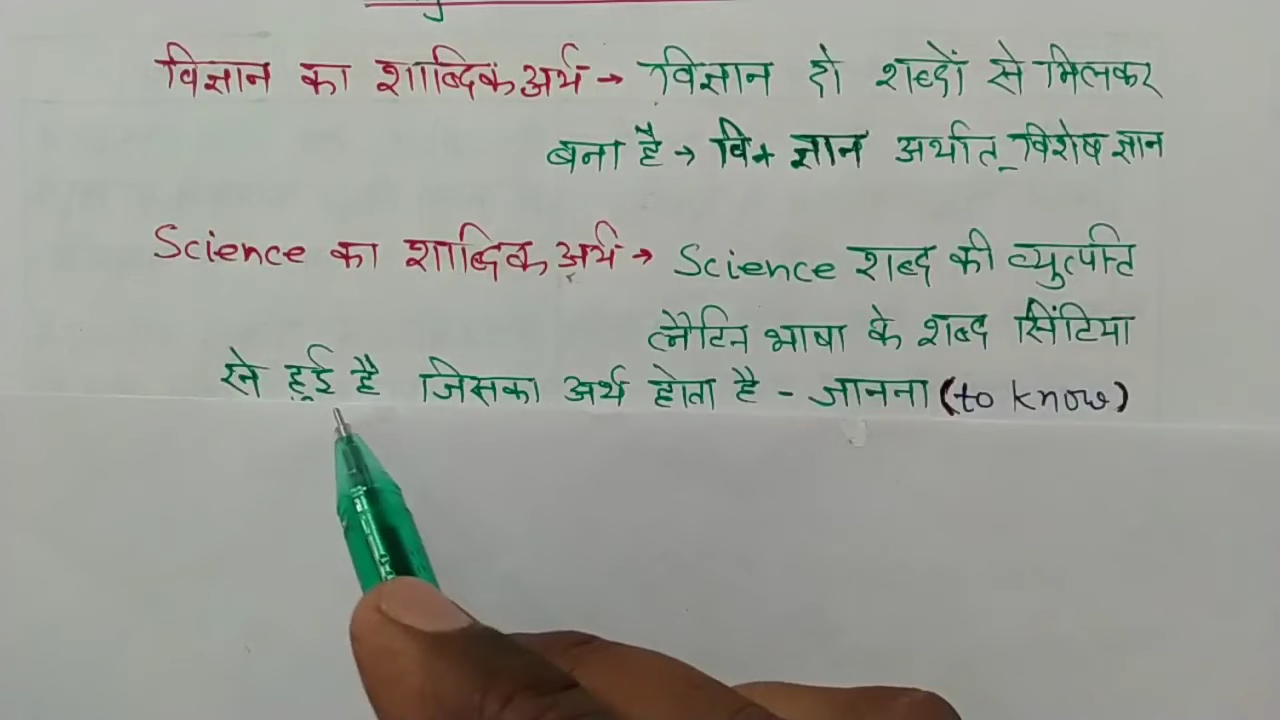 विज्ञान का शाब्दिक अर्थ → विज्ञान दो शब्दों से मिलकर
बना है → वि + ज्ञान अर्थात् विशेष ज्ञान
Science का शाब्दिक अर्थ → Science शब्द की व्युत्पत्ति
लैटिन भाषा के शब्द सिंटिया
से हुई है जिसका अर्थ होता है - जानना (to know)